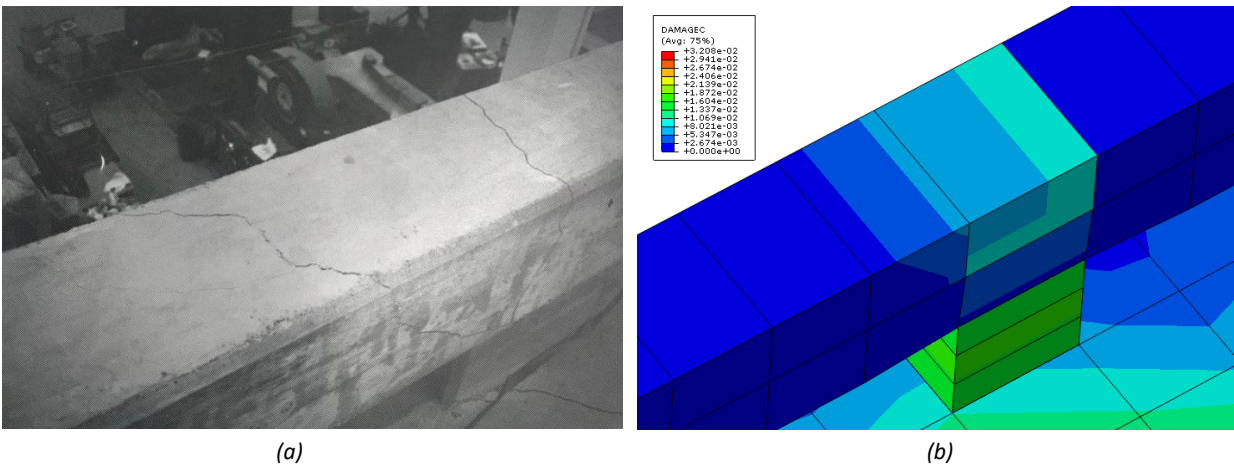 DAMAGEC
(Avg: 75%)
+3.208e-02
+2.941e-02
+2.674e-02
+2.406e-02
+2.139e-02
+1.872e-02
+1.604e-02
+1.337e-02
+1.069e-02
+8.021e-03
+5.347e-03
+2.674e-03
+0.000e+00
(a)
(b)